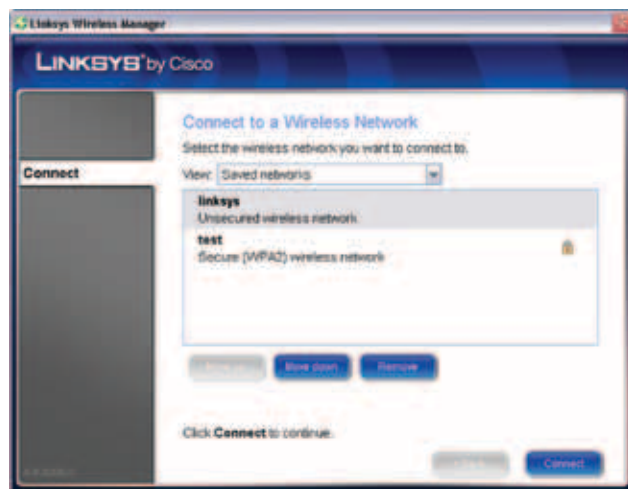 Linksys Wireless Manager
LINKSYS® by Cisco
Connect to a Wireless Network
Select the wireless network you want to connect to.
Connect
View: Saved networks
linksys
Unsecured wireless network
test
Secure (WPA2) wireless network
Move up Move down Remove
Click Connect to continue.
Connect